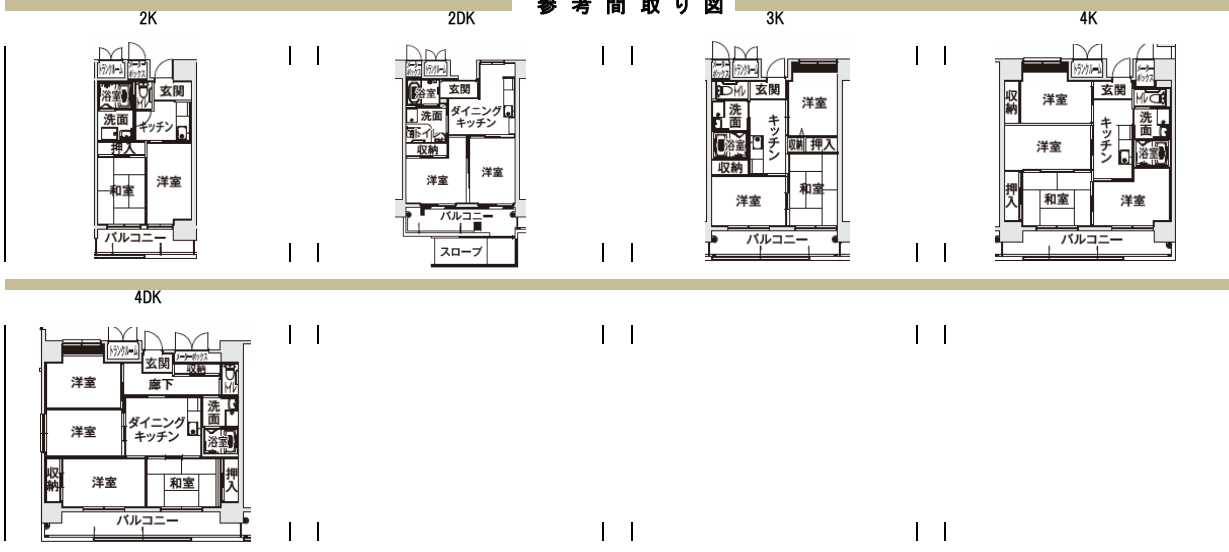 参考間取り図
2K
2DK
3K
4K
トランクルーム
メーターボックス
浴室
トイレ
玄関
洗面
キッチン
押入
和室
洋室
バルコニー
メーターボックス
トランクルーム
浴室
玄関
洗面
ダイニング
キッチン
トイレ
収納
洋室
洋室
バルコニー
スロープ
メーターボックス
トランクルーム
トイレ
玄関
洋室
洗面
キッチン
浴室
収納
押入
収納
洋室
和室
バルコニー
トランクルーム
メーターボックス
収納
洋室
玄関
トイレ
洗面
キッチン
洋室
浴室
押入
和室
洋室
バルコニー
4DK
トランクルーム
玄関
メーターボックス
収納
洋室
廊下
トイレ
洗面
ダイニング
キッチン
洋室
浴室
収納
洋室
和室
押入
バルコニー